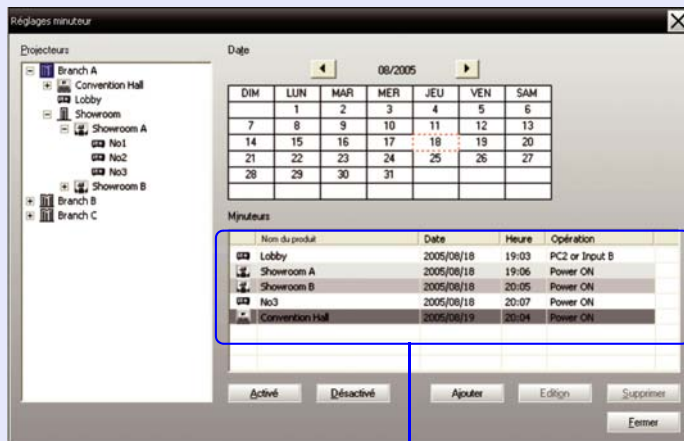 Réglages minuteur
Projecteurs
Branch A
Convention Hall
Lobby
Showroom
Showroom A
No1
No2
No3
Showroom B
Branch B
Branch C
Date
08/2005
DIM LUN MAR MER JEU VEN SAM
1 2 3 4 5 6
7 8 9 10 11 12 13
14 15 16 17 18 19 20
21 22 23 24 25 26 27
28 29 30 31
Minuteurs
Nom du produit Date Heure Opération
Lobby 2005/08/18 19:03 PC2 or Input B
Showroom A 2005/08/18 19:06 Power ON
Showroom B 2005/08/18 20:05 Power ON
No3 2005/08/18 20:07 Power ON
Convention Hall 2005/08/19 20:04 Power ON
Activé Désactivé Ajouter Edition Supprimer
Fermer